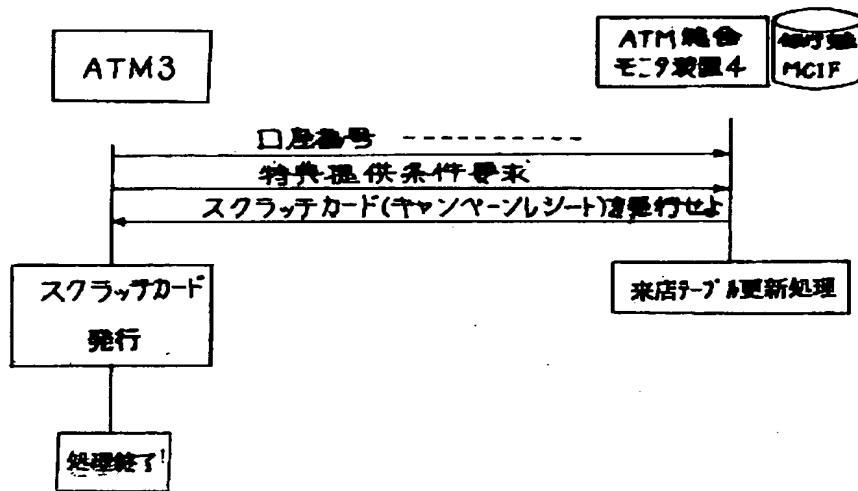 ATM3
ATM総合
モニタ装置4
MCIF
口座番号 ----------
特典提供条件要求
スクラッチカード(キャンペーンレシート)を発行せよ
スクラッチカード
発行
来店テーブル更新処理
処理終了